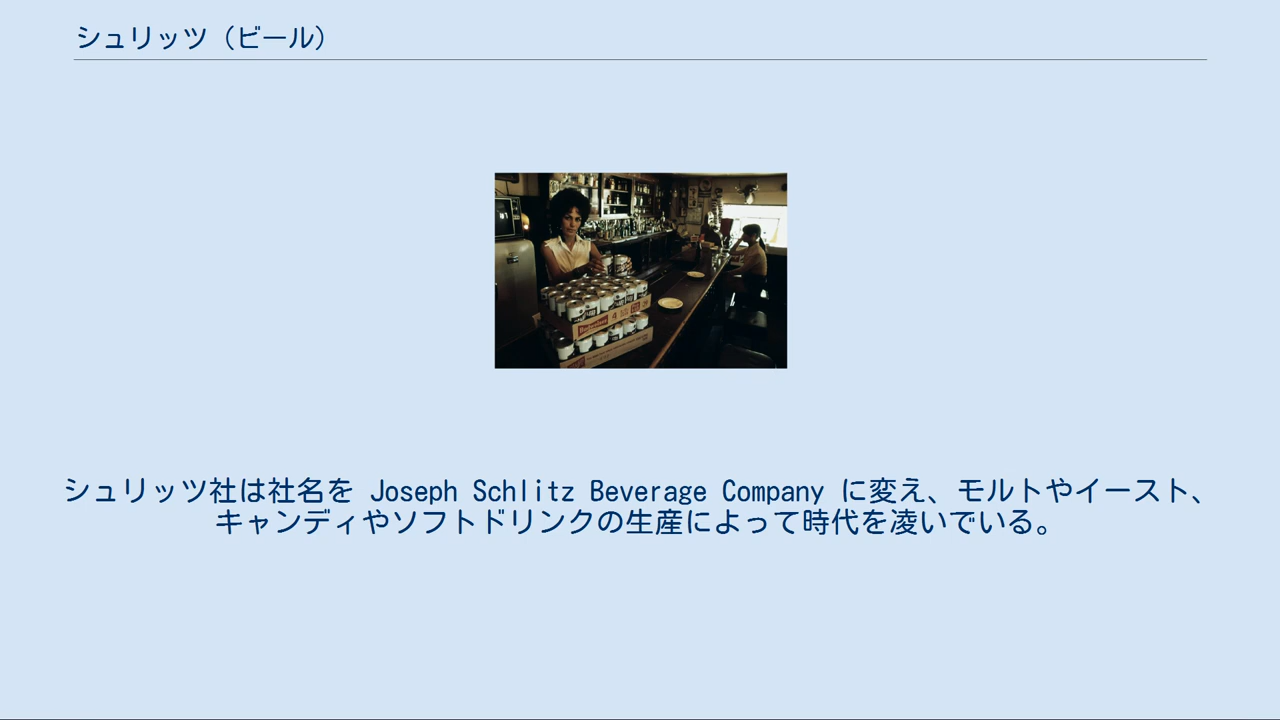 シュリッツ（ビール）
シュリッツ社は社名を Joseph Schlitz Beverage Company に変え、モルトやイースト、
キャンディやソフトドリンクの生産によって時代を凌いでいる。